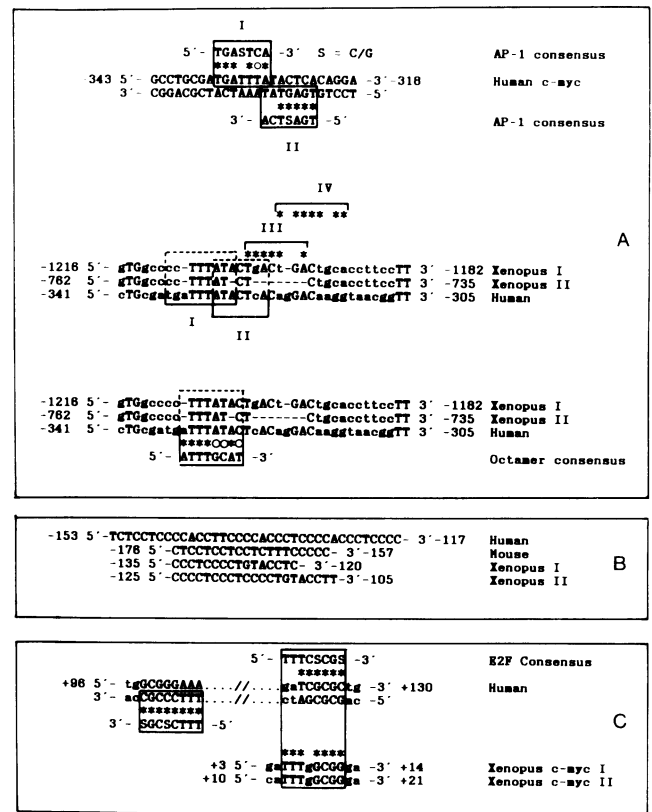 I
5´- TGASTCA -3´ S = C/G AP-1 consensus
*** *O*
-343 5´- GCCTGCGATGATTTATACTCACAGGA -3´-318 Human c-myc
3´- CGGACGCTACTAAATATGAGTGTCCT -5´
*****
3´- ACTSAGT -5´ AP-1 consensus
II
IV
* **** **
III
A
***** *
-1216 5´- gTGgcccc-TTTATACTgACt-GACtgcaccttccTT 3´ -1182 Xenopus I
-762 5´- gTGgcccc-TTTAT-CT------CtgcaccttccTT 3´ -735 Xenopus II
-341 5´- cTGcgatgaTTTATACTcACagGACaaggtaacggTT 3´ -305 Human
I
II
-1216 5´- gTGgcccc-TTTATACTgACt-GACtgcaccttccTT 3´ -1182 Xenopus I
-762 5´- gTGgcccc-TTTAT-CT------CtgcaccttccTT 3´ -735 Xenopus II
-341 5´- cTGcgatgaTTTATACTcACagGACaaggtaacggTT 3´ -305 Human
****OO*O
5´- ATTTGCAT -3´ Octamer consensus
-153 5´-TCTCCTCCCCACCTTCCCCACCCTCCCCACCCTCCCC- 3´-117 Human
-176 5´-CTCCTCCTCCTCTTTCCCCC- 3´-157 Mouse
-135 5´-CCCTCCCCTGTACCTC- 3´-120 Xenopus I
-125 5´-CCCCTCCCTCCCCTGTACCTT-3´-105 Xenopus II
B
5´- TTTCSCGS -3´ E2F Consensus
******
+96 5´- tgGCGGGAAA....//....gaTCGCGCtg -3´ +130 Human
3´- acCGCCCTTT....//....ctAGCGCGac -5´
********
C
3´- SGCSCTTT -5´
*** ****
+3 5´- gaTTTgGCGGga -3´ +14 Xenopus c-myc I
+10 5´- caTTTgGCGGga -3´ +21 Xenopus c-myc II